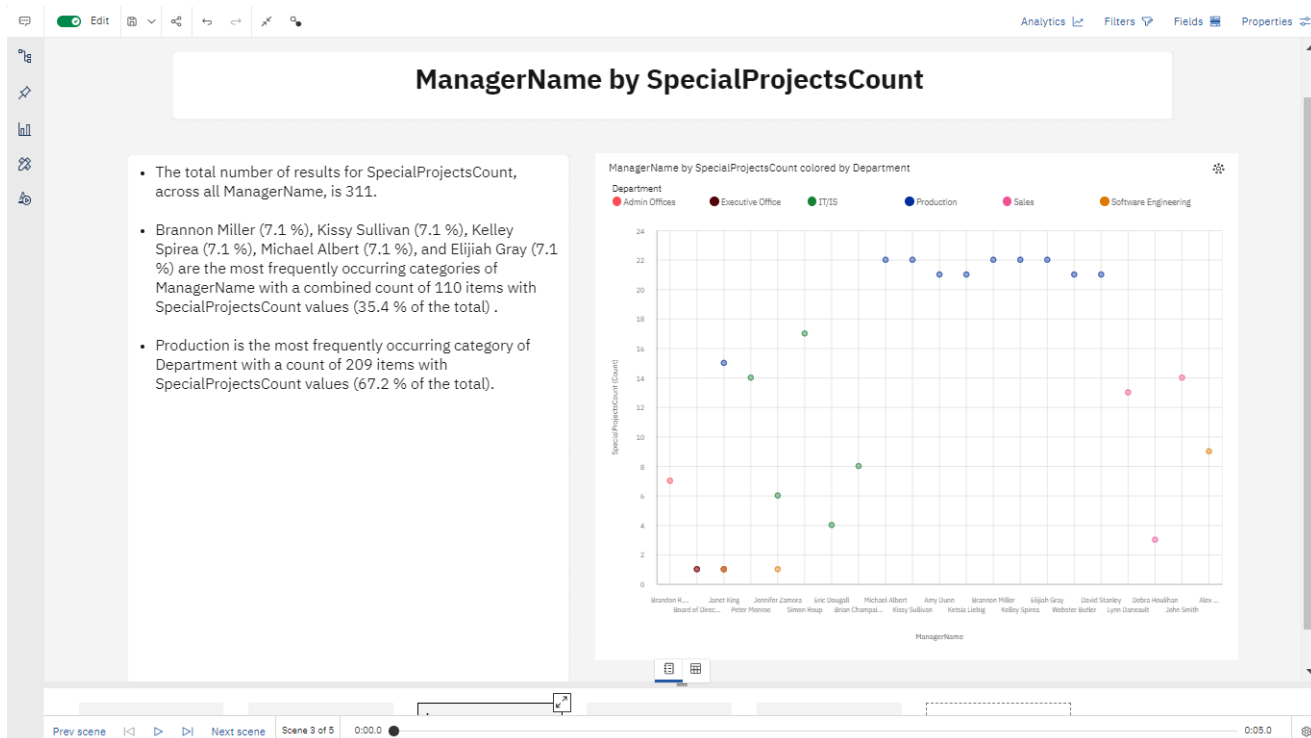 Edit
Analytics
Filters
Fields
Properties
ManagerName by SpecialProjectsCount
• The total number of results for SpecialProjectsCount,
across all ManagerName, is 311.
• Brannon Miller (7.1 %), Kissy Sullivan (7.1 %), Kelley
Spirea (7.1 %), Michael Albert (7.1 %), and Elijiah Gray (7.1
%) are the most frequently occurring categories of
ManagerName with a combined count of 110 items with
SpecialProjectsCount values (35.4 % of the total) .
• Production is the most frequently occurring category of
Department with a count of 209 items with
SpecialProjectsCount values (67.2 % of the total).
ManagerName by SpecialProjectsCount colored by Department
Department
Admin Offices Executive Office IT/IS Production Sales Software Engineering
24
22
20
18
16
14
12
10
8
6
4
2
0
SpecialProjectsCount (Count)
Brandon R... Janet King Jennifer Zamora Eric Dougall Michael Albert Amy Dunn Brannon Miller Elijiah Gray David Stanley Debra Houlihan Alex ...
Board of Direc... Peter Monroe Simon Roup Brian Champai... Kissy Sullivan Ketsia Liebig Kelley Spirea Webster Butler Lynn Daneault John Smith
ManagerName
Prev scene
Next scene
Scene 3 of 5
0:00.0
0:05.0